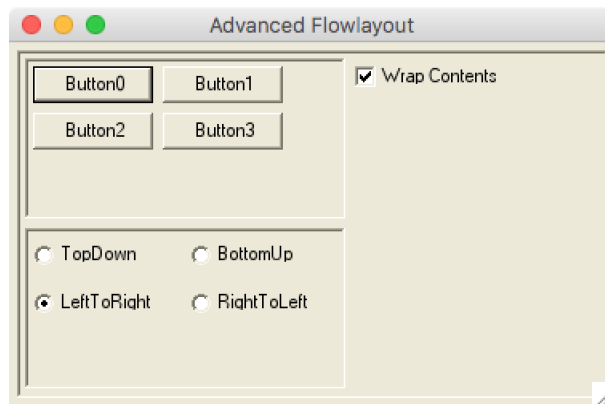 Advanced Flowlayout
Button0 Button1 Wrap Contents
Button2 Button3
TopDown BottomUp
LeftToRight RightToLeft